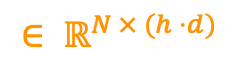 ∈ ℝ^{N × (h ·d)}